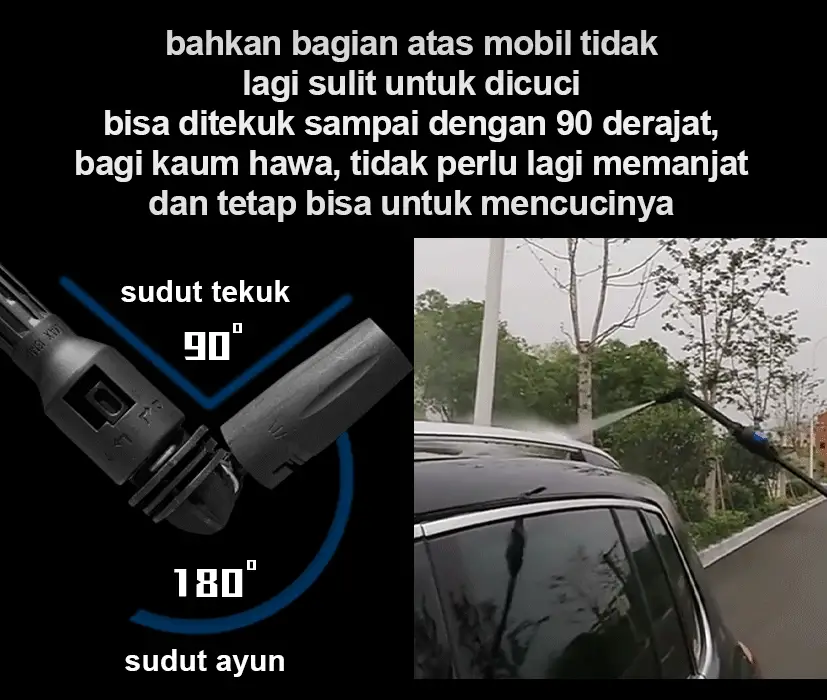 bahkan bagian atas mobil tidak
lagi sulit untuk dicuci
bisa ditekuk sampai dengan 90 derajat,
bagi kaum hawa, tidak perlu lagi memanjat
dan tetap bisa untuk mencucinya
sudut tekuk
90°
180°
sudut ayun